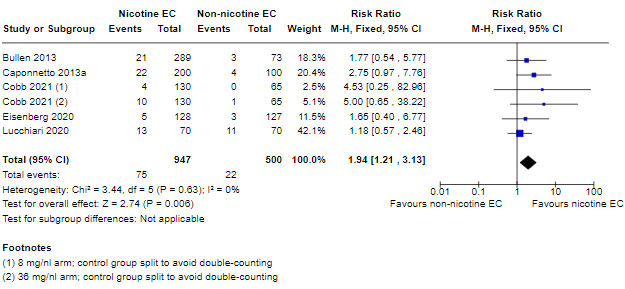 Nicotine EC Non-nicotine EC Risk Ratio Risk Ratio
Study or Subgroup Events Total Events Total Weight M-H, Fixed, 95% CI M-H, Fixed, 95% CI
Bullen 2013 21 289 3 73 18.3% 1.77 [0.54 , 5.77]
Caponnetto 2013a 22 200 4 100 20.4% 2.75 [0.97 , 7.76]
Cobb 2021 (1) 4 130 0 65 2.5% 4.53 [0.25 , 82.96]
Cobb 2021 (2) 10 130 1 65 5.1% 5.00 [0.65 , 38.22]
Eisenberg 2020 5 128 3 127 11.6% 1.65 [0.40 , 6.77]
Lucchiari 2020 13 70 11 70 42.1% 1.18 [0.57 , 2.46]
Total (95% CI) 947 500 100.0% 1.94 [1.21 , 3.13]
Total events: 75 22
Heterogeneity: Chi² = 3.44, df = 5 (P = 0.63); I² = 0%
Test for overall effect: Z = 2.74 (P = 0.006)
Test for subgroup differences: Not applicable
0.01 0.1 1 10 100
Favours non-nicotine EC Favours nicotine EC
Footnotes
(1) 8 mg/nl arm; control group split to avoid double-counting
(2) 36 mg/nl arm; control group split to avoid double-counting